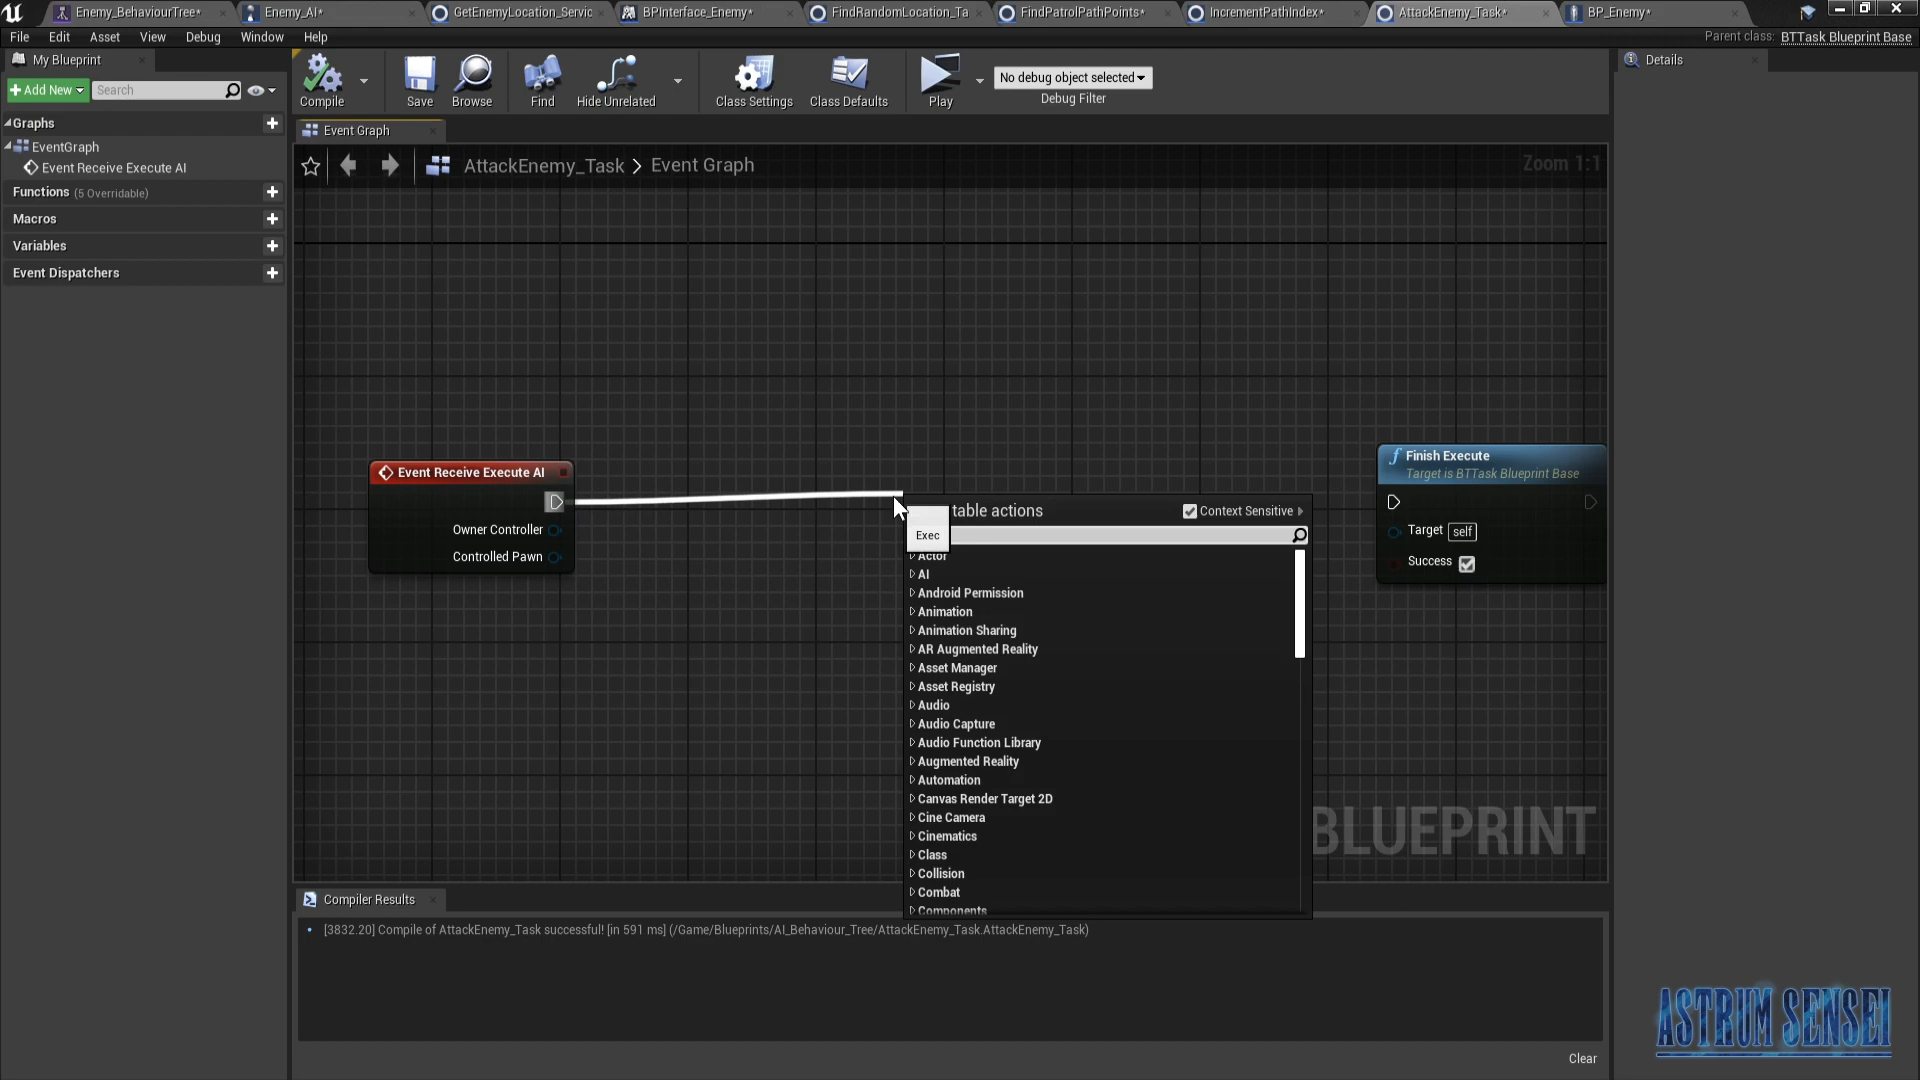 Enemy_BehaviourTree*
Enemy_AI*
GetEnemyLocation_Servic
BPInterface_Enemy*
FindRandomLocation_Ta
FindPatrolPathPoints*
IncrementPathIndex*
AttackEnemy_Task*
BP_Enemy*
File
Edit
Asset
View
Debug
Window
Help
Parent class: BTTask Blueprint Base
My Blueprint
Add New
Search
Compile
Save
Browse
Find
Hide Unrelated
Class Settings
Class Defaults
Play
No debug object selected
Debug Filter
Details
Graphs
EventGraph
Event Receive Execute AI
Functions (5 Overridable)
Macros
Variables
Event Dispatchers
Event Graph
AttackEnemy_Task > Event Graph
Zoom 1:1
Event Receive Execute AI
Owner Controller
Controlled Pawn
Finish Execute
Target is BTTask Blueprint Base
Target self
Success
table actions
Context Sensitive
Exec
Actor
AI
Android Permission
Animation
Animation Sharing
AR Augmented Reality
Asset Manager
Asset Registry
Audio
Audio Capture
Audio Function Library
Augmented Reality
Automation
Canvas Render Target 2D
Cine Camera
Cinematics
Class
Collision
Combat
Components
BLUEPRINT
Compiler Results
[3832.20] Compile of AttackEnemy_Task successful! [in 591 ms] (/Game/Blueprints/AI_Behaviour_Tree/AttackEnemy_Task.AttackEnemy_Task)
Clear
ASTRUM SENSEI